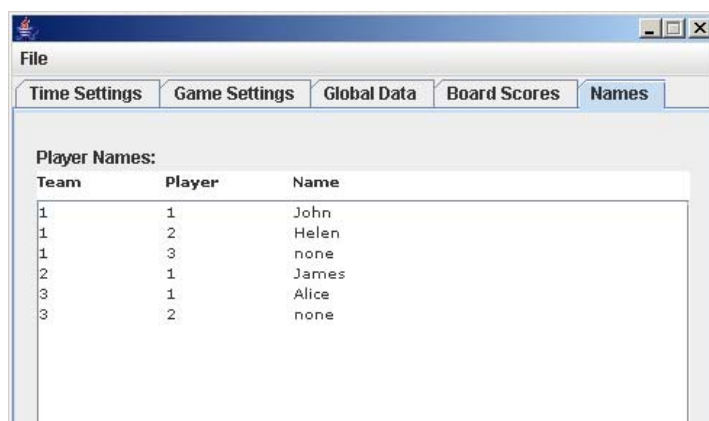 File
Time Settings Game Settings Global Data Board Scores Names
Player Names:
Team Player Name
1 1 John
1 2 Helen
1 3 none
2 1 James
3 1 Alice
3 2 none